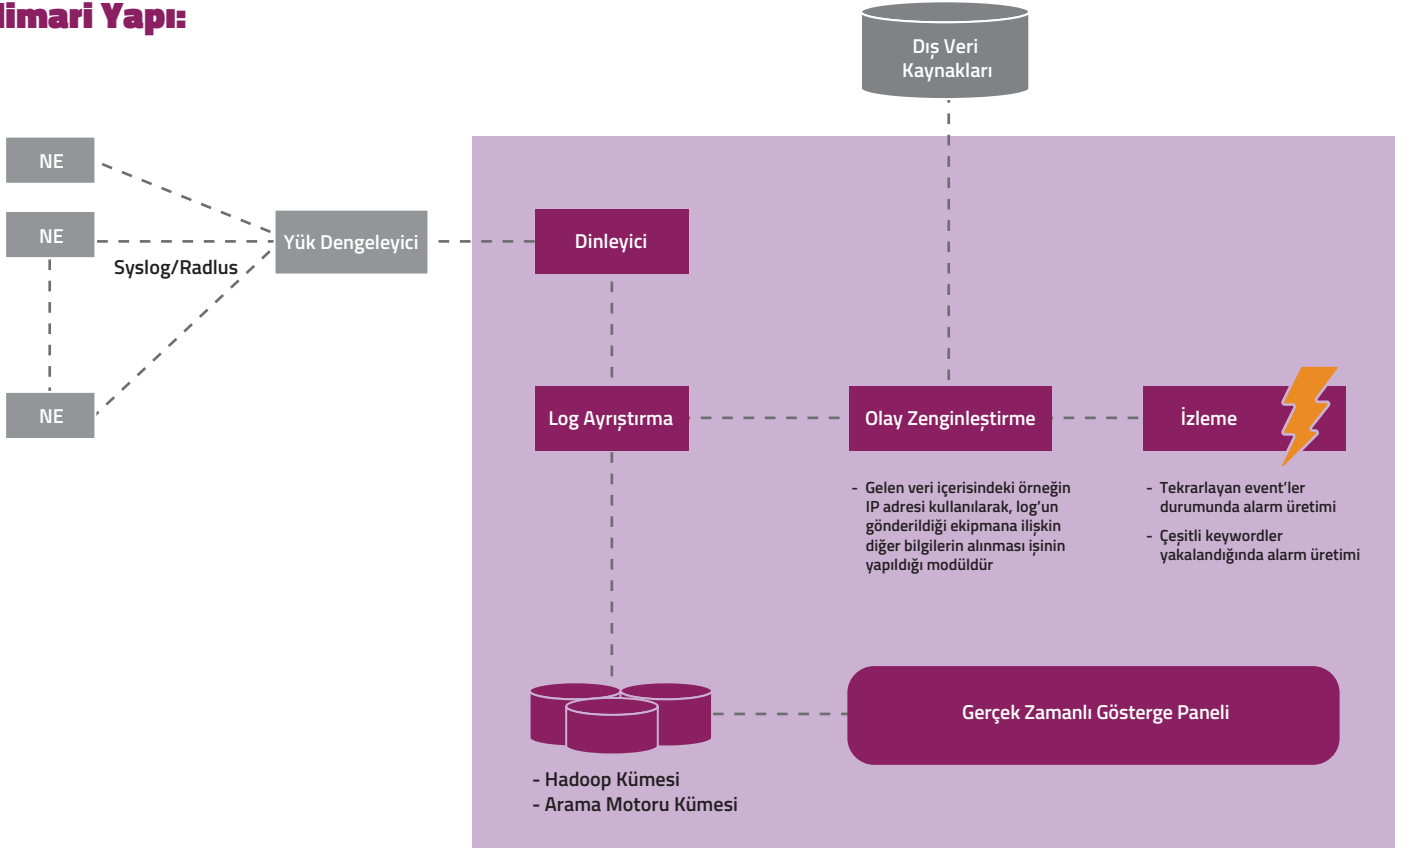 limari Yapı:
Dış Veri
Kaynakları
NE
NE
Syslog/Radlus
NE
Yük Dengeleyici
Dinleyici
Log Ayrıştırma
Olay Zenginleştirme
İzleme
- Gelen veri içerisindeki örneğin
IP adresi kullanılarak, log'un
gönderildiği ekipmana ilişkin
diğer bilgilerin alınması işinin
yapıldığı modüldür
- Tekrarlayan event'ler
durumunda alarm üretimi
- Çeşitli keywordler
yakalandığında alarm üretimi
Gerçek Zamanlı Gösterge Paneli
- Hadoop Kümesi
- Arama Motoru Kümesi